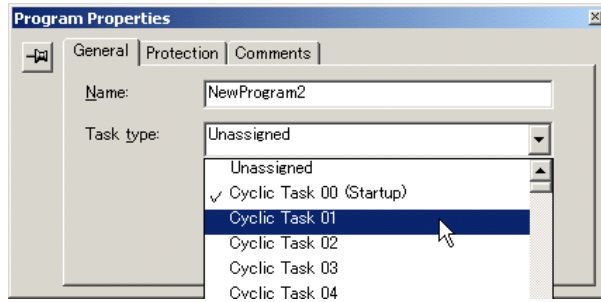 Program Properties
General Protection Comments
Name: NewProgram2
Task type: Unassigned
Unassigned
✓ Cyclic Task 00 (Startup)
Cyclic Task 01
Cyclic Task 02
Cyclic Task 03
Cyclic Task 04